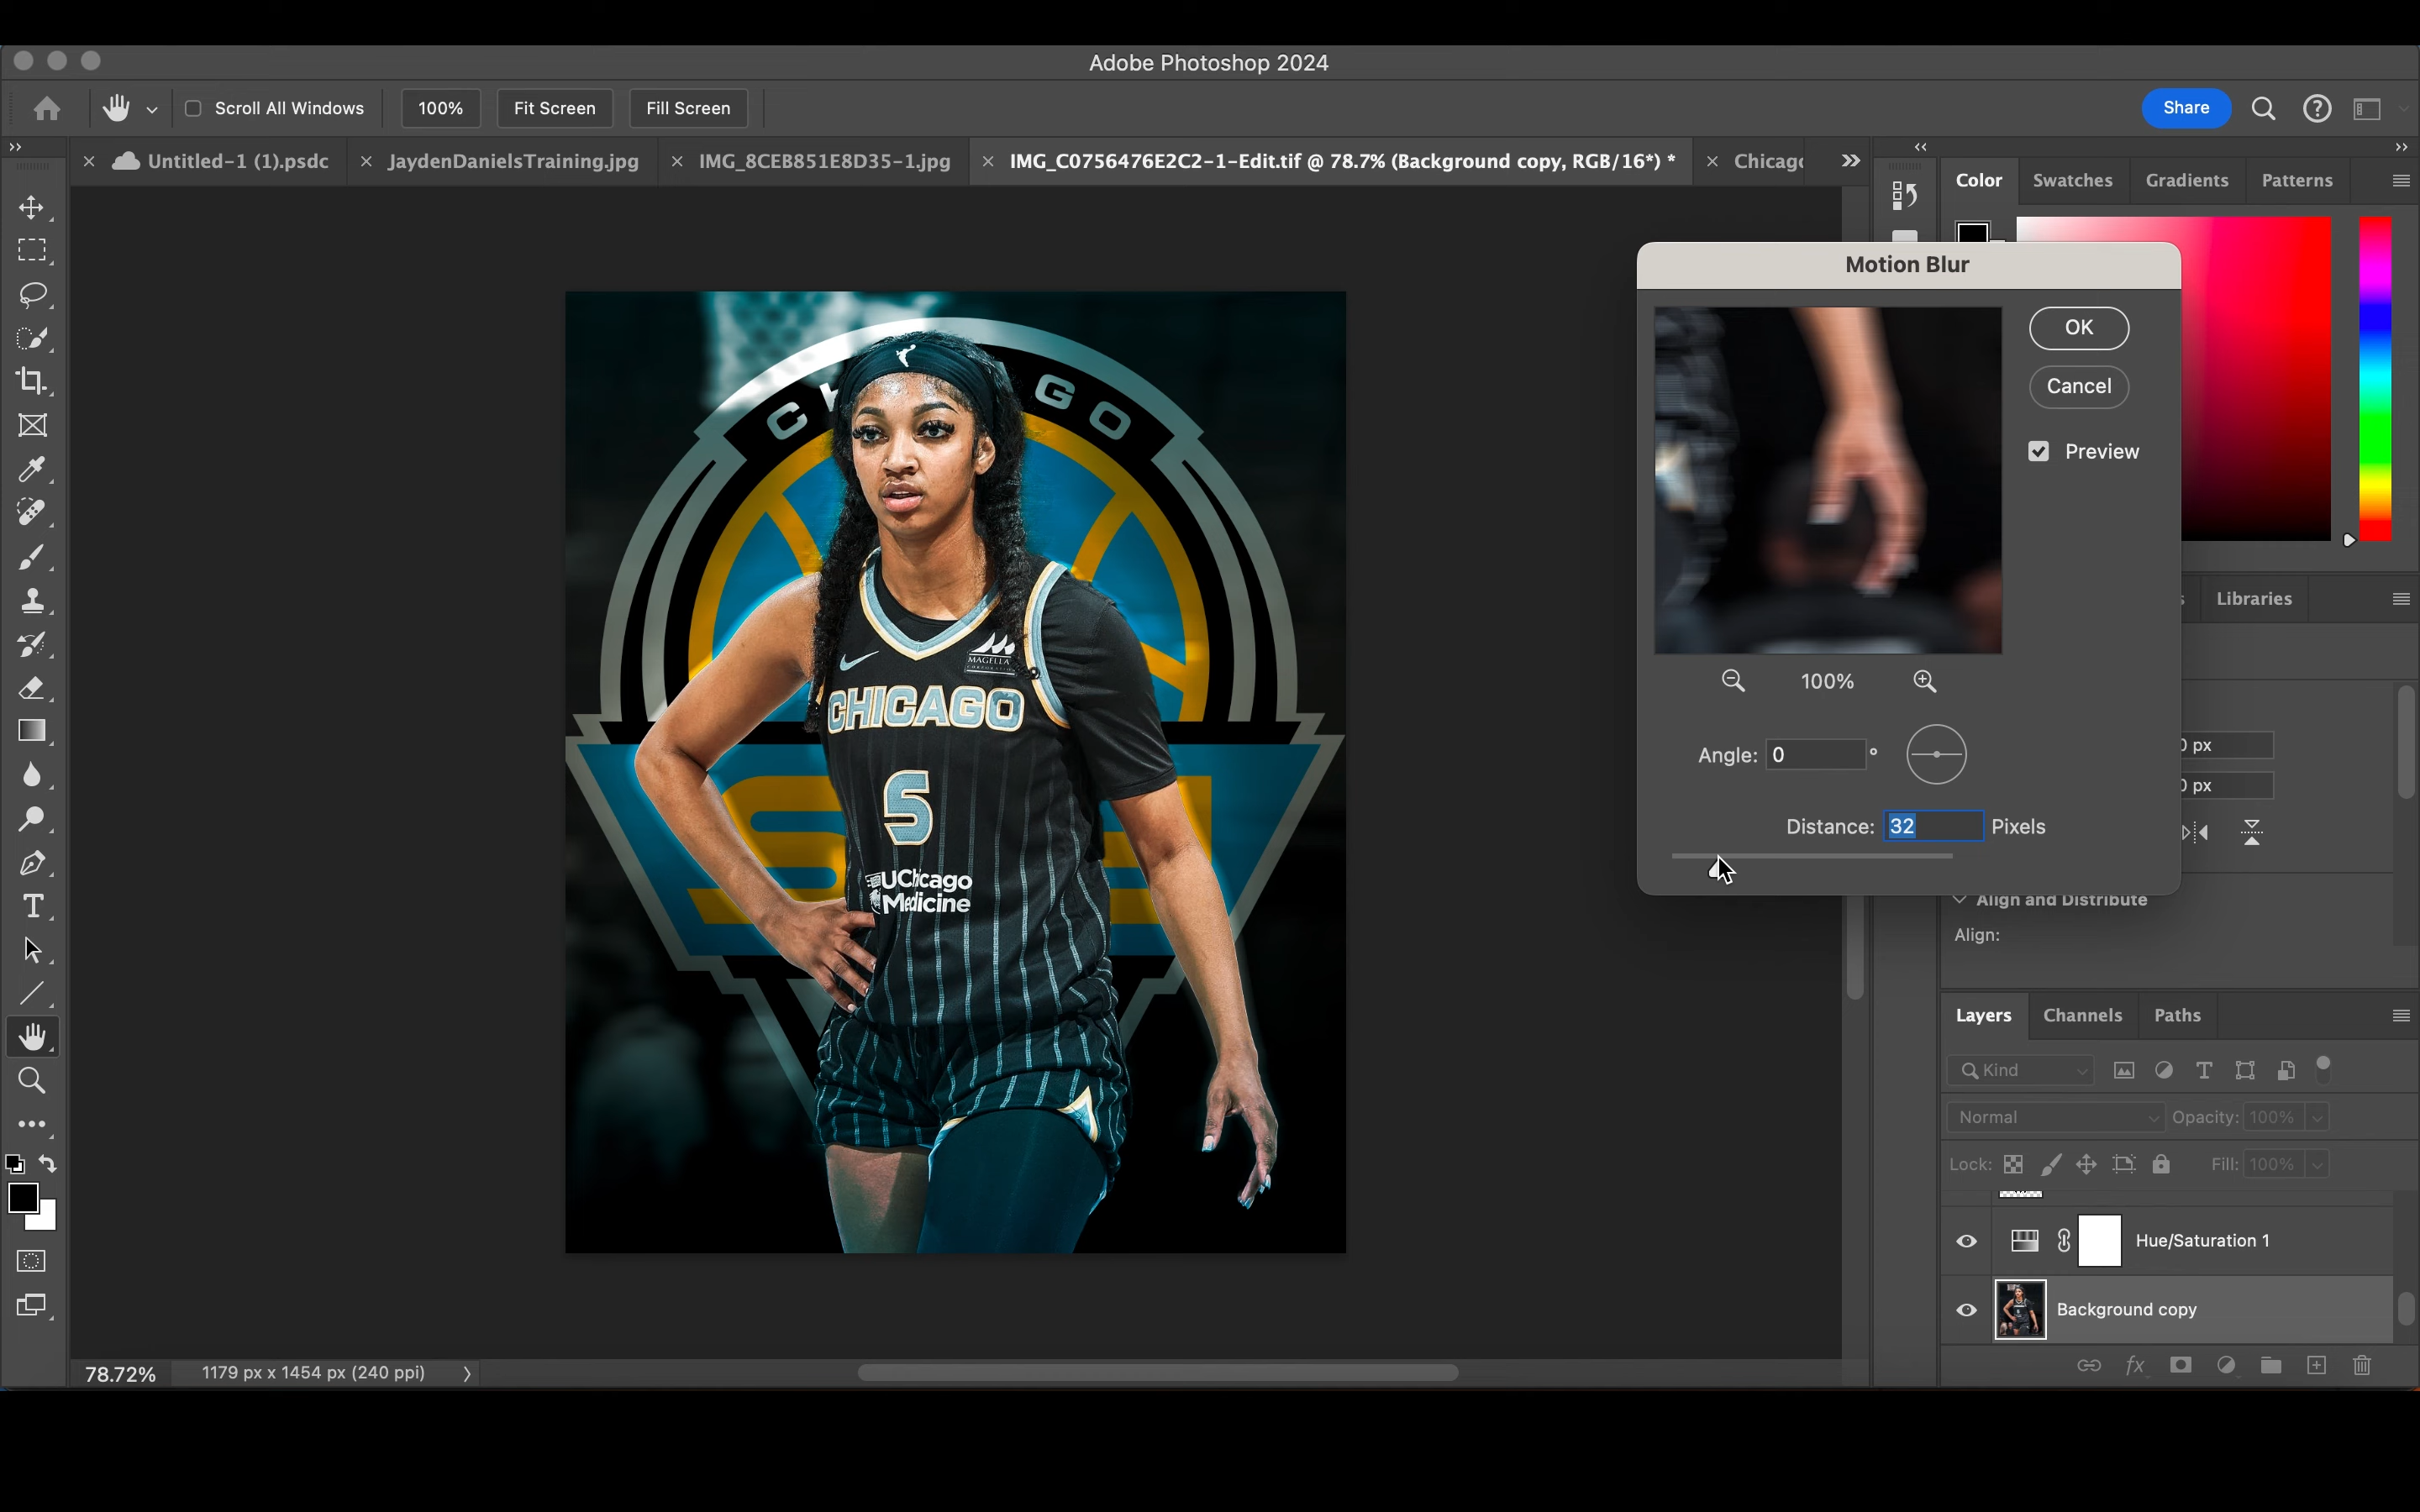 Adobe Photoshop 2024
Scroll All Windows 100% Fit Screen Fill Screen Share
Untitled-1 (1).psdc JaydenDanielsTraining.jpg IMG_8CEB851E8D35-1.jpg IMG_C0756476E2C2-1-Edit.tif @ 78.7% (Background copy, RGB/16*) * Chicago
Color Swatches Gradients Patterns
Motion Blur
OK
Cancel
Preview
100%
Angle: 0 °
Distance: 32 Pixels
Libraries
px
px
Align and Distribute
Align:
Layers Channels Paths
Kind
Normal Opacity: 100%
Lock: Fill: 100%
Hue/Saturation 1
Background copy
C GO
MAGELLA
CHICAGO
5
UChicago
Medicine
78.72% 1179 px x 1454 px (240 ppi)